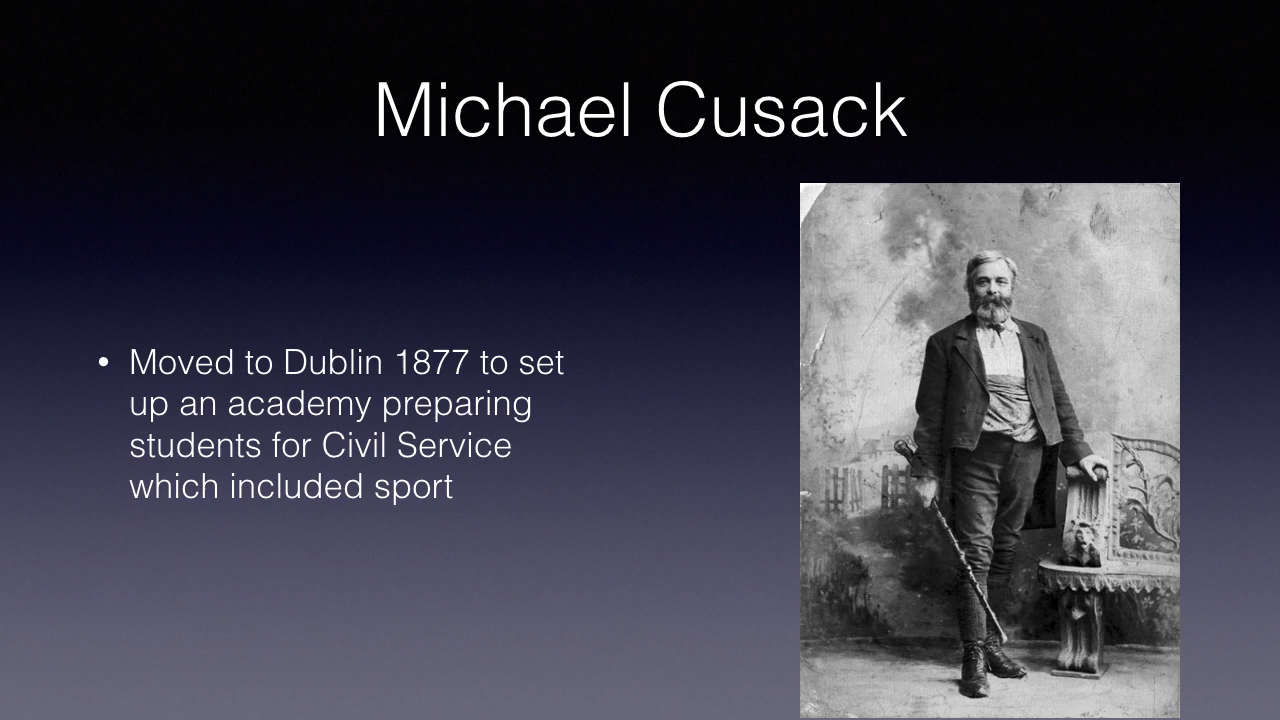 Michael Cusack
• Moved to Dublin 1877 to set
up an academy preparing
students for Civil Service
which included sport